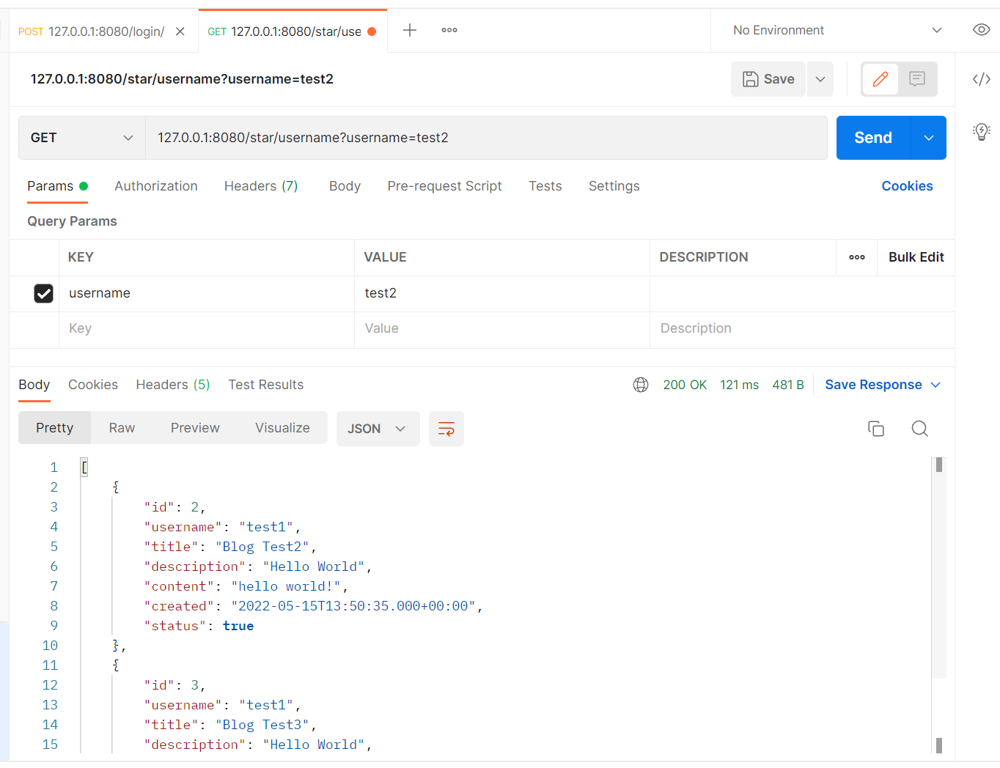 POST 127.0.0.1:8080/login/ GET 127.0.0.1:8080/star/use No Environment
127.0.0.1:8080/star/username?username=test2 Save
GET 127.0.0.1:8080/star/username?username=test2 Send
Params Authorization Headers (7) Body Pre-request Script Tests Settings Cookies
Query Params
KEY VALUE DESCRIPTION Bulk Edit
username test2
Key Value Description
Body Cookies Headers (5) Test Results 200 OK 121 ms 481 B Save Response
Pretty Raw Preview Visualize JSON
1 [
2 {
3 "id": 2,
4 "username": "test1",
5 "title": "Blog Test2",
6 "description": "Hello World",
7 "content": "hello world!",
8 "created": "2022-05-15T13:50:35.000+00:00",
9 "status": true
10 },
11 {
12 "id": 3,
13 "username": "test1",
14 "title": "Blog Test3",
15 "description": "Hello World",